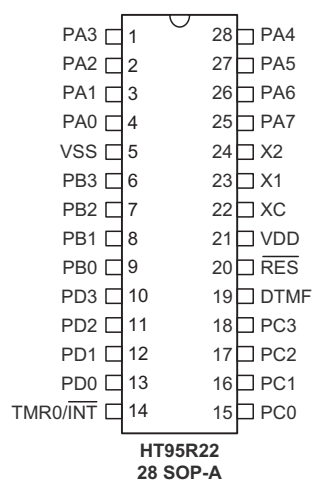 PA3 1 28 PA4
PA2 2 27 PA5
PA1 3 26 PA6
PA0 4 25 PA7
VSS 5 24 X2
PB3 6 23 X1
PB2 7 22 XC
PB1 8 21 VDD
PB0 9 20 R̅E̅S̅
PD3 10 19 DTMF
PD2 11 18 PC3
PD1 12 17 PC2
PD0 13 16 PC1
TMR0/I̅N̅T̅ 14 15 PC0
HT95R22
28 SOP-A